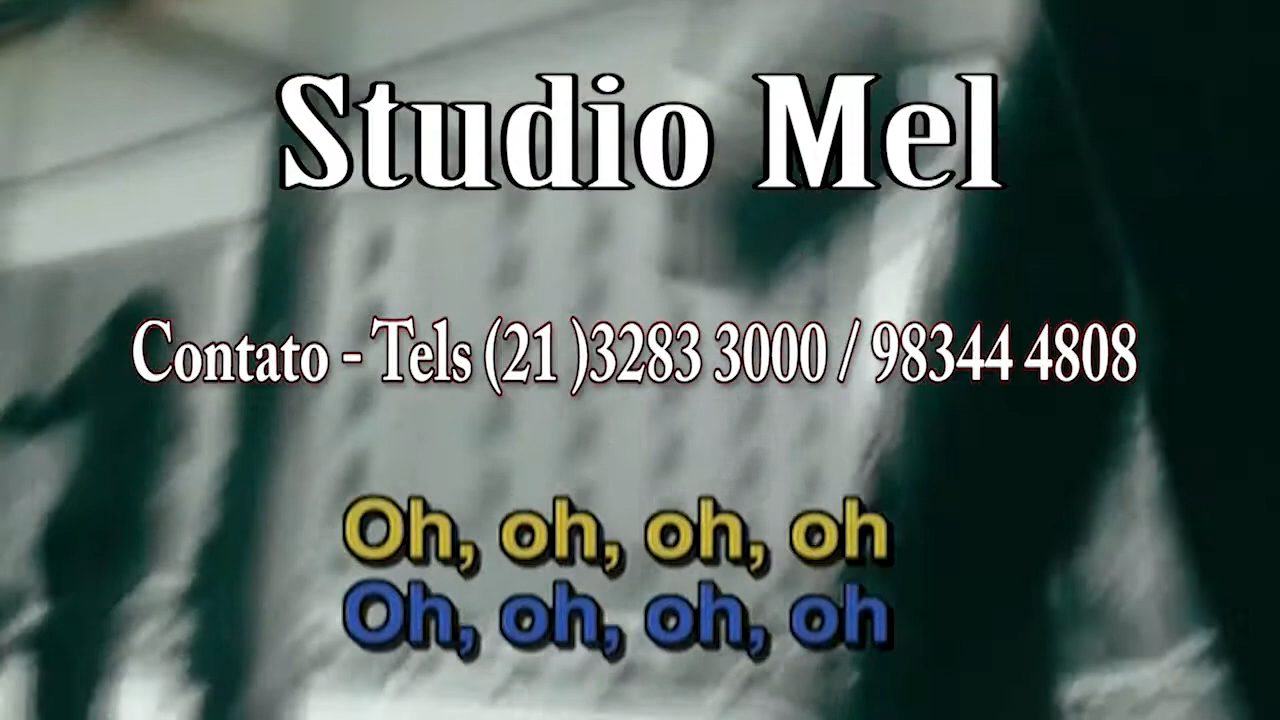 Studio Mel
Contato - Tels (21 )3283 3000 / 98344 4808
Oh, oh, oh, oh
Oh, oh, oh, oh